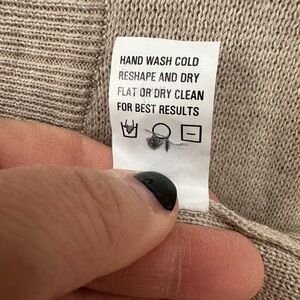 HAND WASH COLD
RESHAPE AND DRY
FLAT OR DRY CLEAN
FOR BEST RESULTS